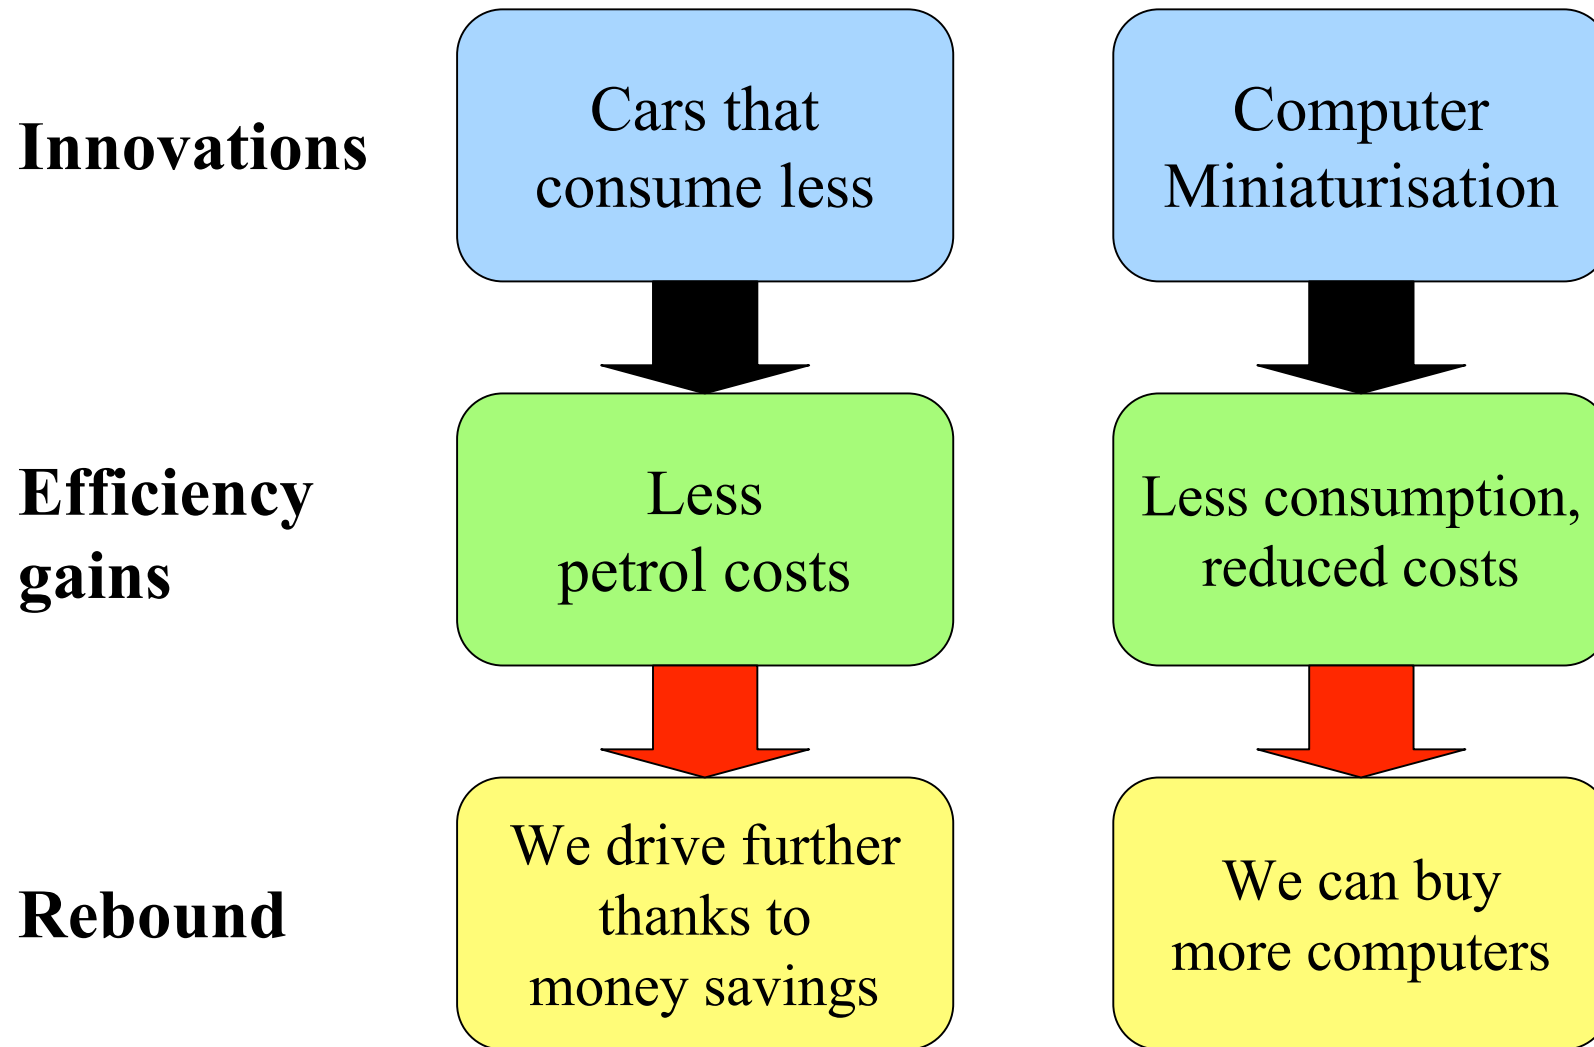 Innovations
Cars that
consume less
Computer
Miniaturisation
Efficiency
gains
Less
petrol costs
Less consumption,
reduced costs
Rebound
We drive further
thanks to
money savings
We can buy
more computers